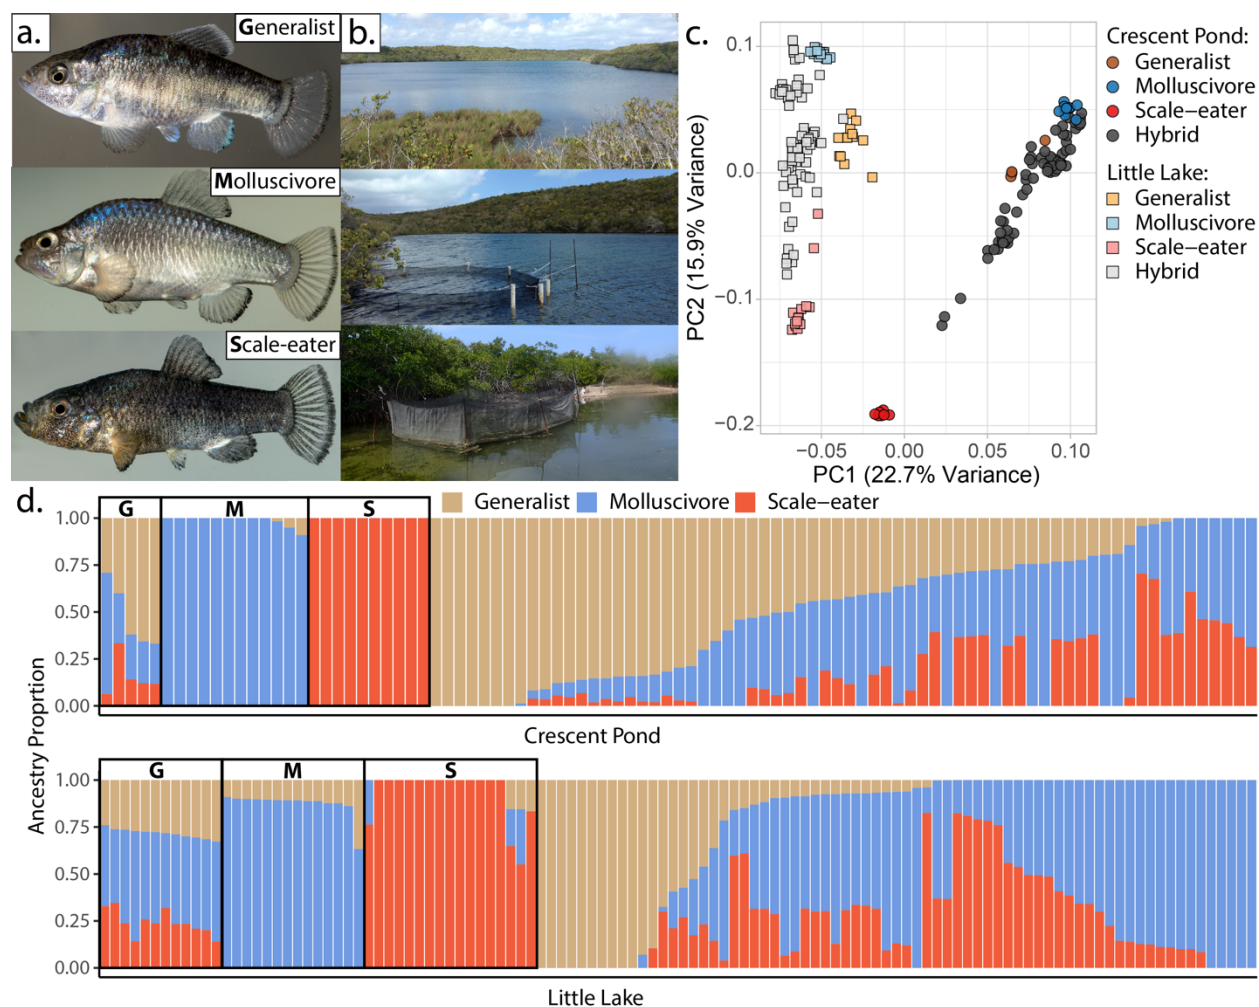 a.
Generalist
Molluscivore
Scale-eater
b.
c.
0.1
0.0
−0.1
−0.2
PC2 (15.9% Variance)
−0.05
0.00
0.05
0.10
PC1 (22.7% Variance)
Crescent Pond:
Generalist
Molluscivore
Scale−eater
Hybrid
Little Lake:
Generalist
Molluscivore
Scale−eater
Hybrid
d.
Generalist
Molluscivore
Scale−eater
G
M
S
1.00
0.75
0.50
0.25
0.00
Crescent Pond
Ancestry Proprtion
G
M
S
1.00
0.75
0.50
0.25
0.00
Little Lake